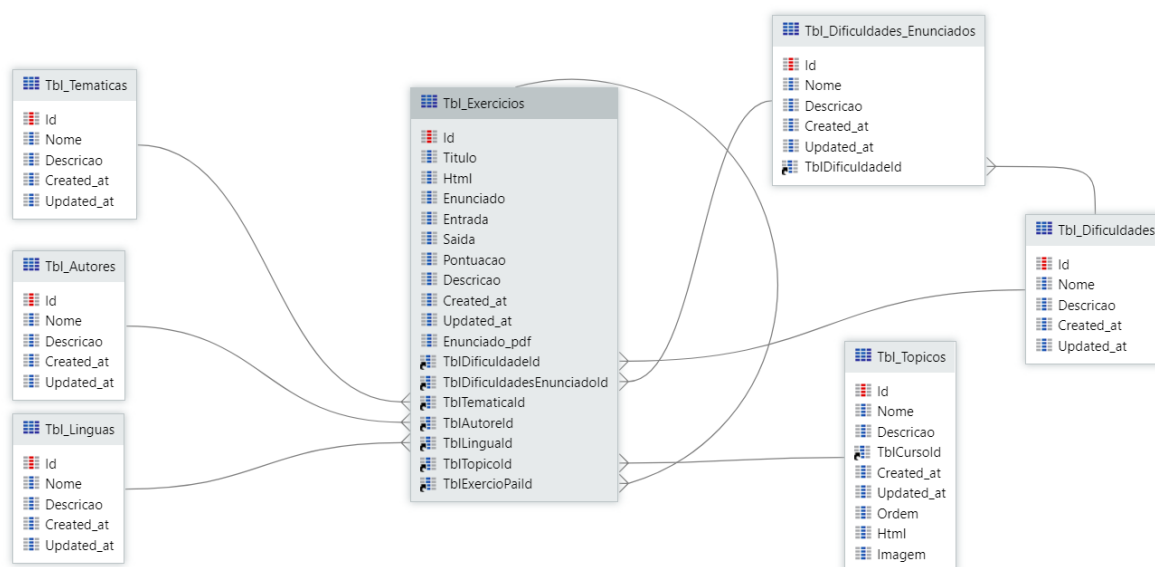 Tbl_Tematicas
Id
Nome
Descricao
Created_at
Updated_at
Tbl_Autores
Id
Nome
Descricao
Created_at
Updated_at
Tbl_Linguas
Id
Nome
Descricao
Created_at
Updated_at
Tbl_Exercicios
Id
Titulo
Html
Enunciado
Entrada
Saida
Pontuacao
Descricao
Created_at
Updated_at
Enunciado_pdf
TblDificuldadeId
TblDificuldadesEnunciadoId
TblTematicaId
TblAutoreId
TblLinguaId
TblTopicoId
TblExercioPaiId
Tbl_Dificuldades_Enunciados
Id
Nome
Descricao
Created_at
Updated_at
TblDificuldadeId
Tbl_Dificuldades
Id
Nome
Descricao
Created_at
Updated_at
Tbl_Topicos
Id
Nome
Descricao
TblCursoId
Created_at
Updated_at
Ordem
Html
Imagem